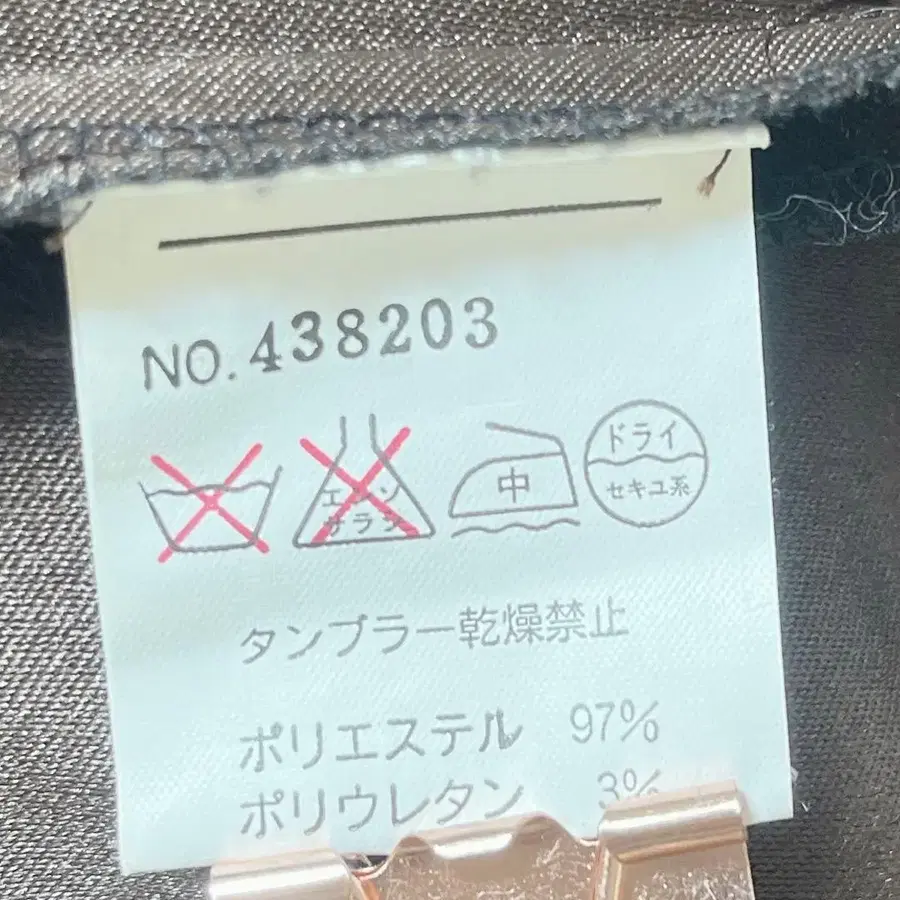 NO.438203
エンソ
サラシ
中
ドライ
セキユ系
タンブラー乾燥禁止
ポリエステル 97%
ポリウレタン 3%